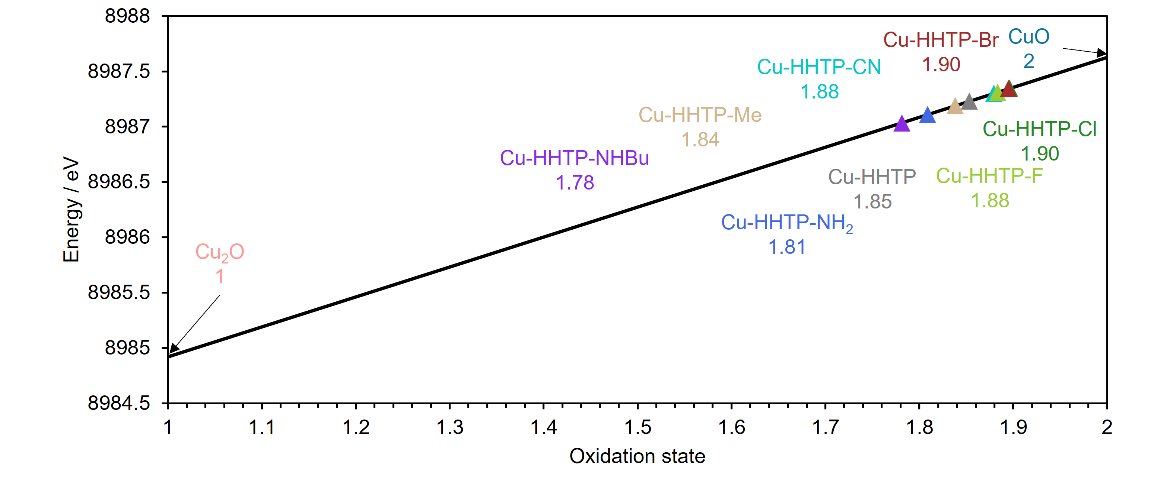 8988
8987.5
8987
8986.5
8986
8985.5
8985
8984.5
Energy / eV
Cu-HHTP-Br
1.90
CuO
2
Cu-HHTP-CN
1.88
Cu-HHTP-Me
1.84
Cu-HHTP-Cl
1.90
Cu-HHTP-NHBu
1.78
Cu-HHTP
1.85
Cu-HHTP-F
1.88
Cu-HHTP-NH₂
1.81
Cu₂O
1
1 1.1 1.2 1.3 1.4 1.5 1.6 1.7 1.8 1.9 2
Oxidation state